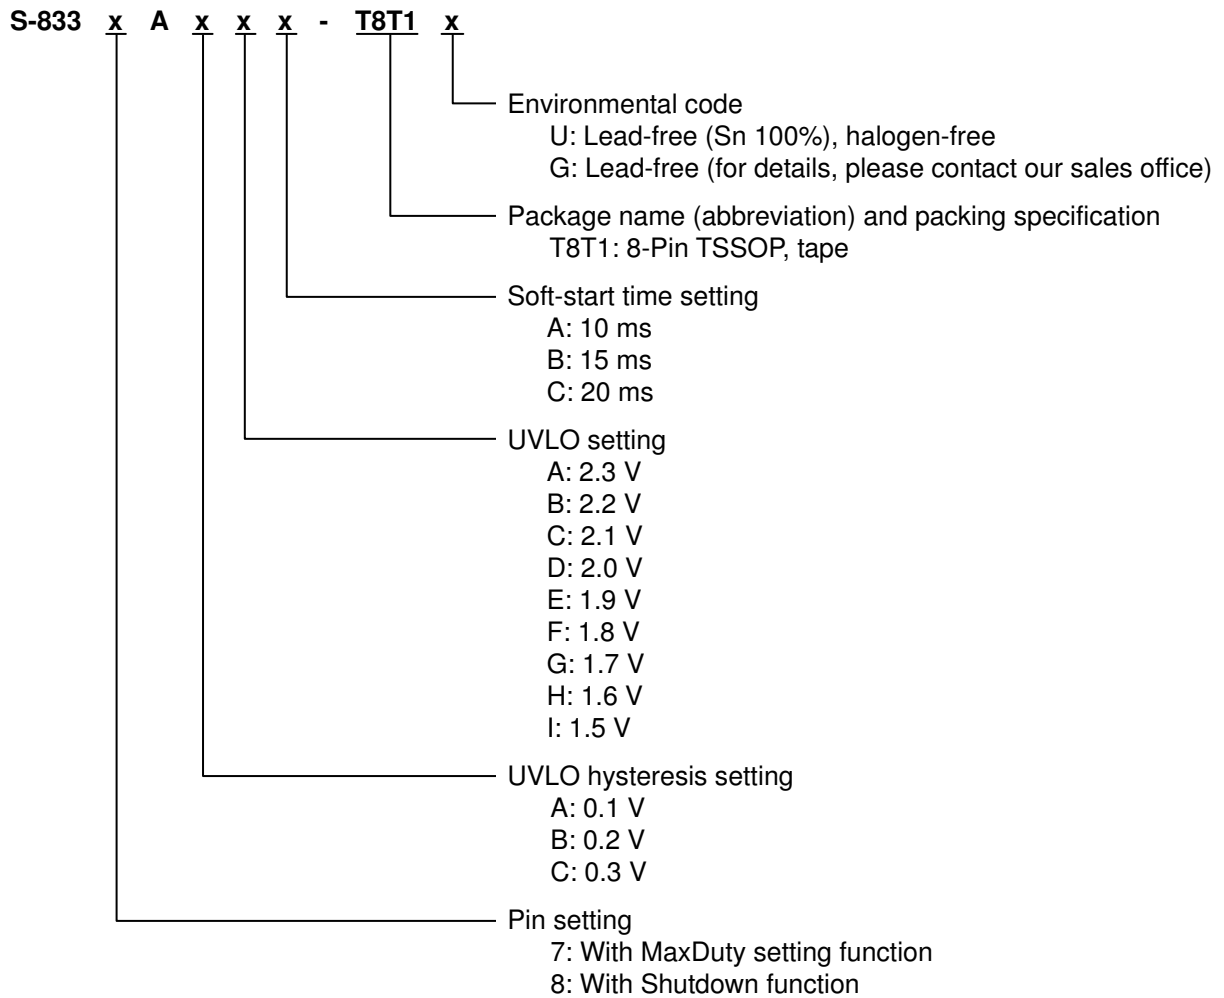 S-833 x A x x x - T8T1 x
Environmental code
U: Lead-free (Sn 100%), halogen-free
G: Lead-free (for details, please contact our sales office)
Package name (abbreviation) and packing specification
T8T1: 8-Pin TSSOP, tape
Soft-start time setting
A: 10 ms
B: 15 ms
C: 20 ms
UVLO setting
A: 2.3 V
B: 2.2 V
C: 2.1 V
D: 2.0 V
E: 1.9 V
F: 1.8 V
G: 1.7 V
H: 1.6 V
I: 1.5 V
UVLO hysteresis setting
A: 0.1 V
B: 0.2 V
C: 0.3 V
Pin setting
7: With MaxDuty setting function
8: With Shutdown function